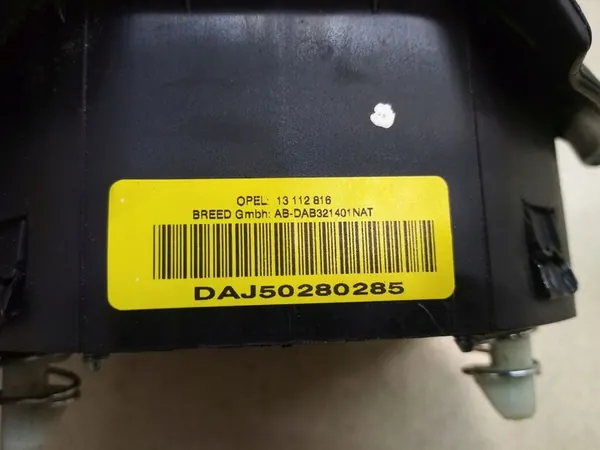 OPEL: 13 112 816
BREED Gmbh: AB-DAB321401NAT
DAJ50280285